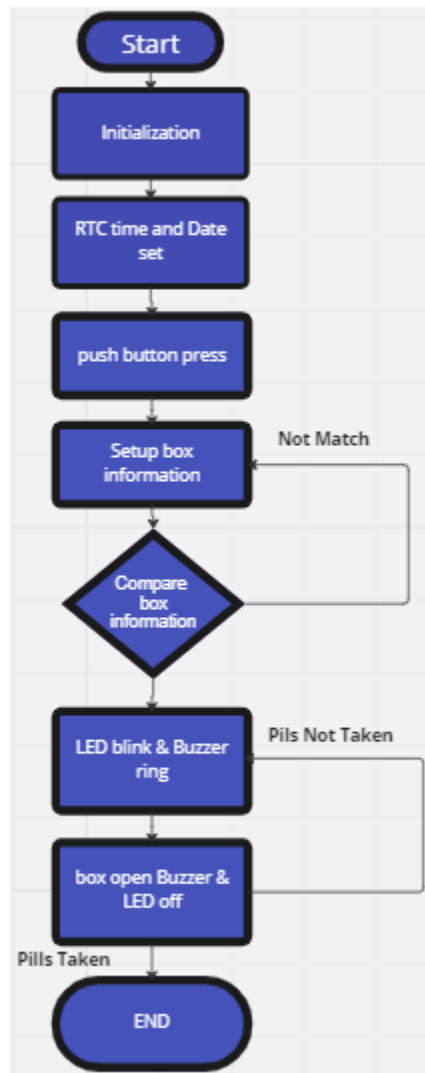 Start
Initialization
RTC time and Date
set
push button press
Not Match
Setup box
information
Compare
box
information
Pils Not Taken
LED blink & Buzzer
ring
box open Buzzer &
LED off
Pills Taken
END